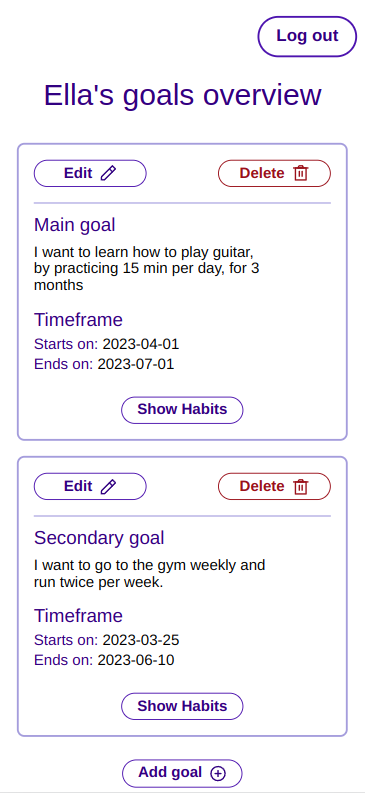 Log out
Ella's goals overview
Edit
Delete
Main goal
I want to learn how to play guitar,
by practicing 15 min per day, for 3
months
Timeframe
Starts on: 2023-04-01
Ends on: 2023-07-01
Show Habits
Edit
Delete
Secondary goal
I want to go to the gym weekly and
run twice per week.
Timeframe
Starts on: 2023-03-25
Ends on: 2023-06-10
Show Habits
Add goal